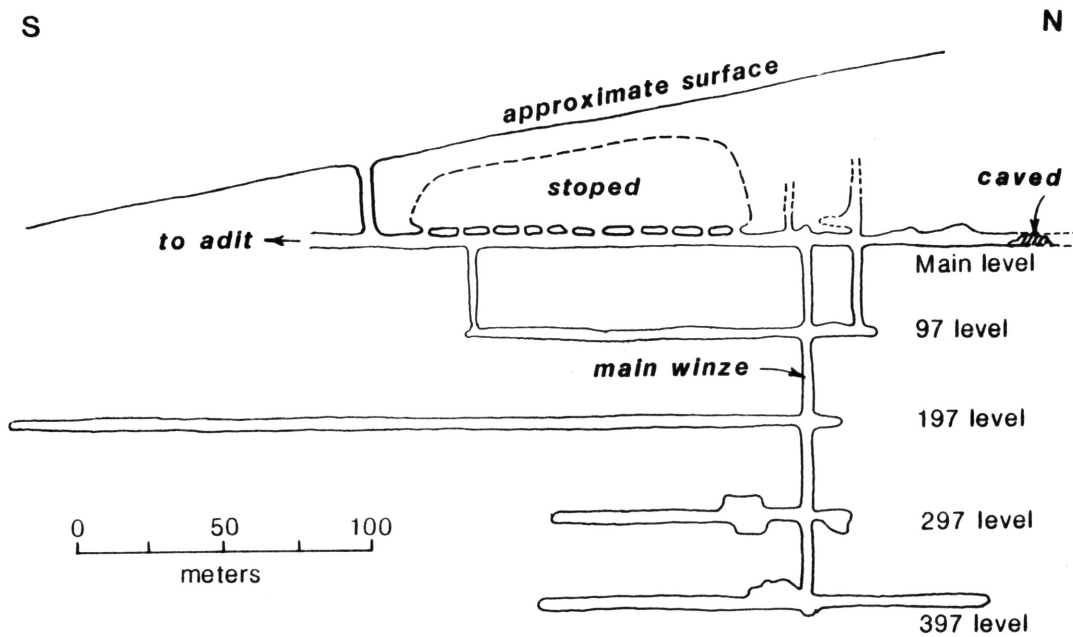 S
N
approximate surface
stoped
caved
to adit
Main level
97 level
main winze
197 level
0 50 100
meters
297 level
397 level